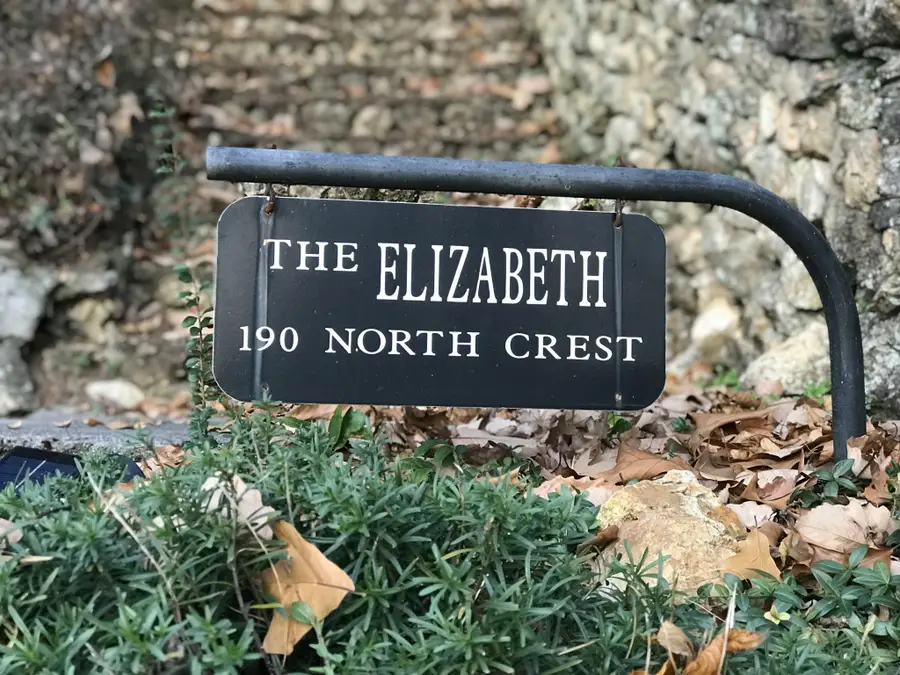 THE ELIZABETH
190 NORTH CREST